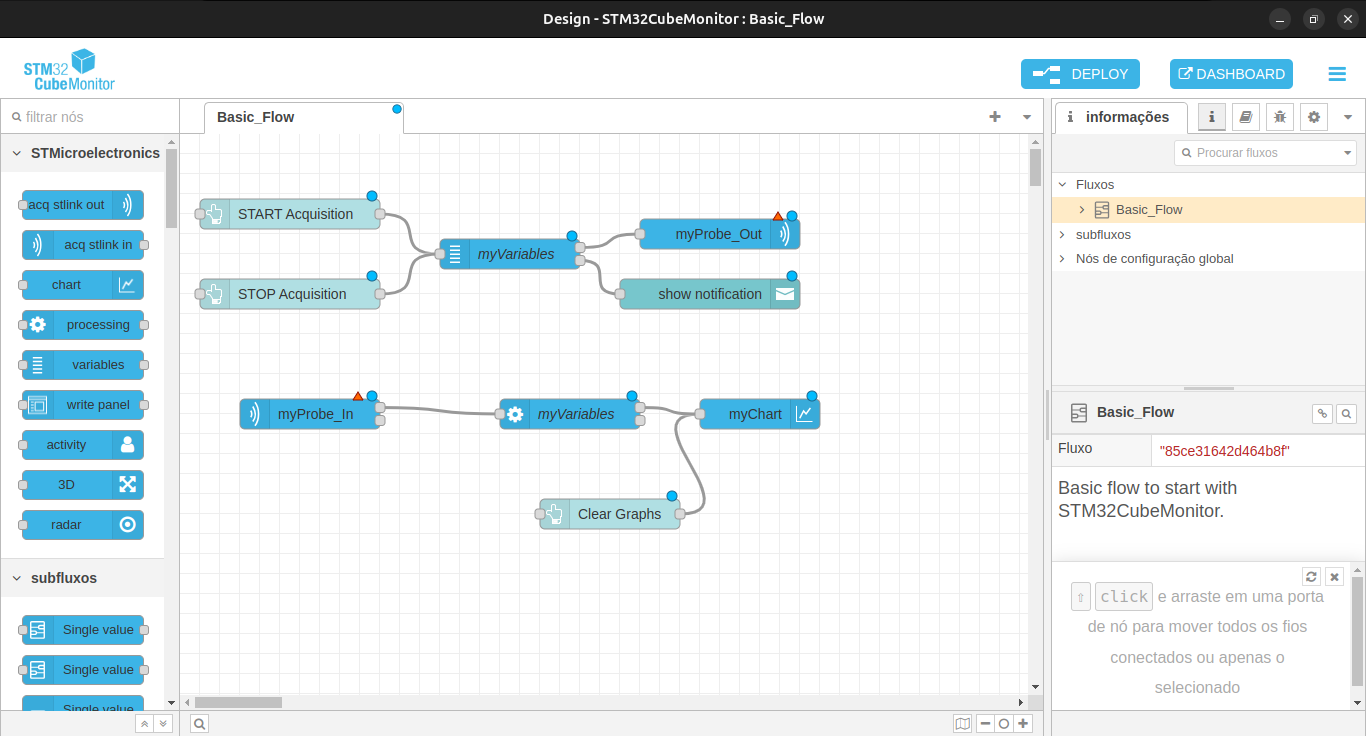 Design - STM32CubeMonitor : Basic_Flow
STM32
CubeMonitor
DEPLOY
DASHBOARD
filtrar nós
STMicroelectronics
acq stlink out
acq stlink in
chart
processing
variables
write panel
activity
3D
radar
subfluxos
Single value
Single value
Single value
Basic_Flow
START Acquisition
STOP Acquisition
myVariables
myProbe_Out
show notification
myProbe_In
myVariables
myChart
Clear Graphs
i informações
i
Procurar fluxos
Fluxos
Basic_Flow
subfluxos
Nós de configuração global
Basic_Flow
Fluxo "85ce31642d464b8f"
Basic flow to start with
STM32CubeMonitor.
⇧ click e arraste em uma porta
de nó para mover todos os fios
conectados ou apenas o
selecionado